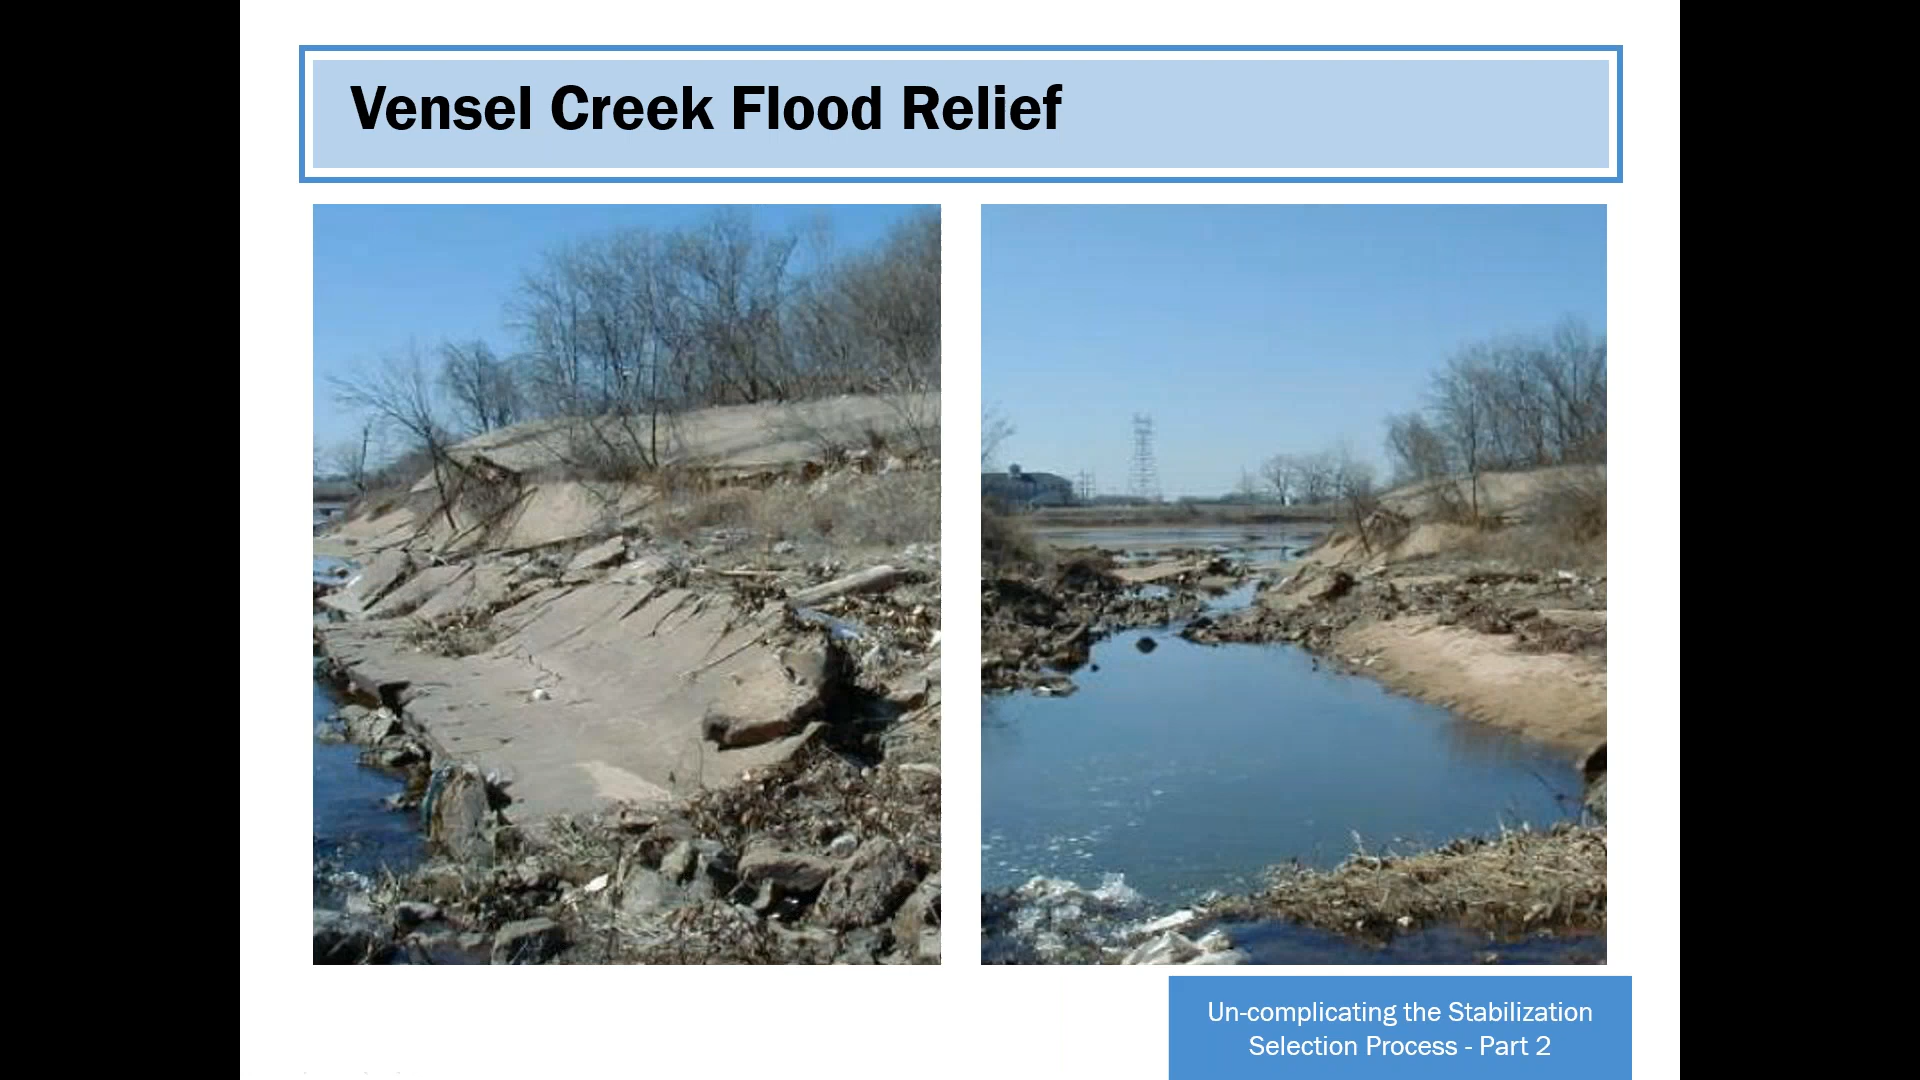 Vensel Creek Flood Relief
Un-complicating the Stabilization
Selection Process - Part 2